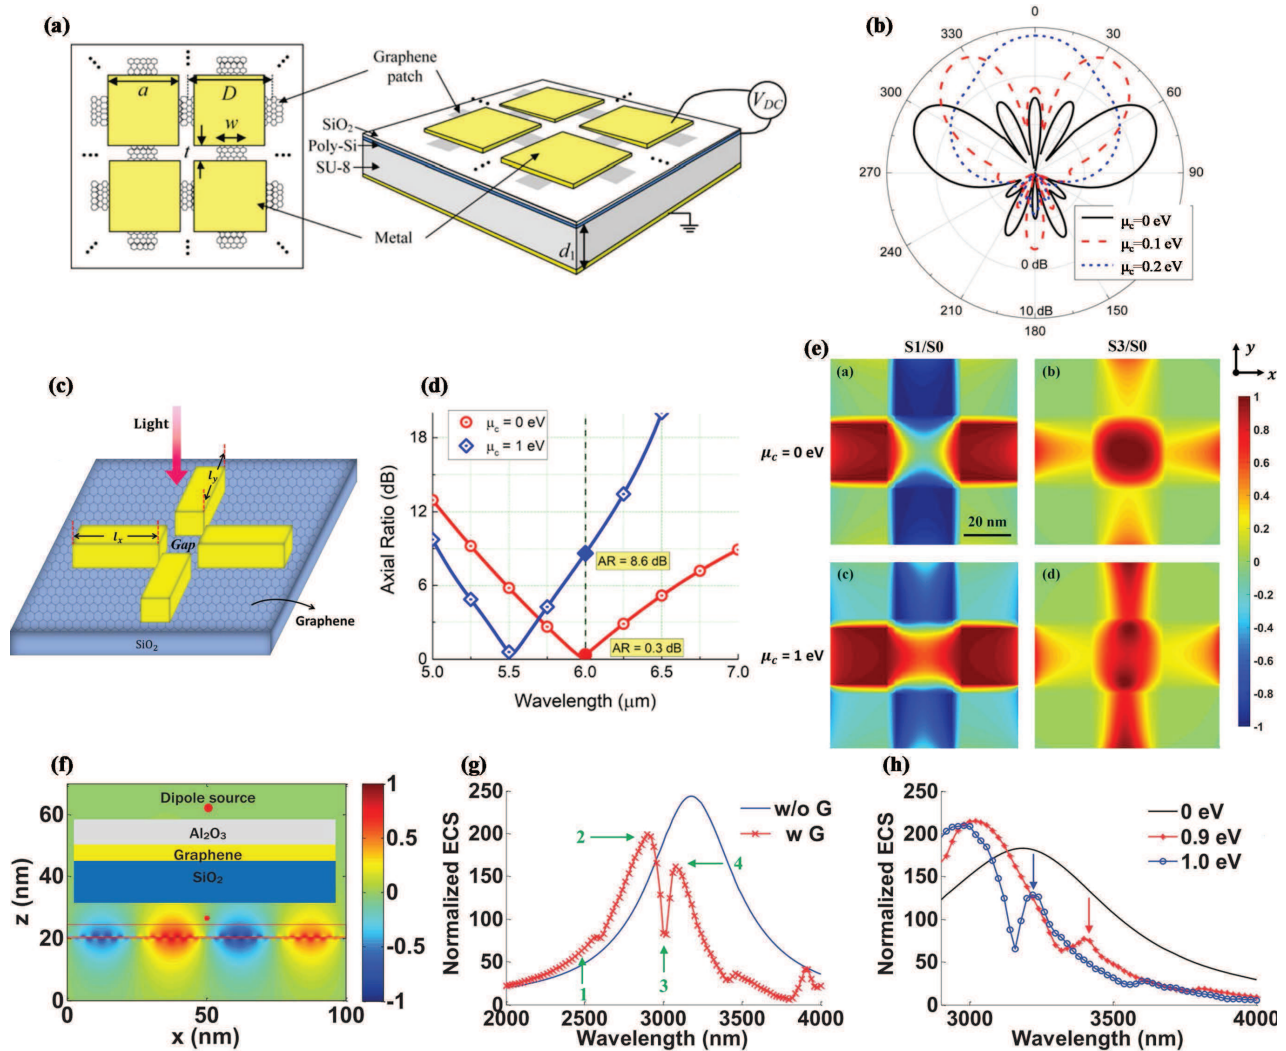 (a)
a
D
w
t
Graphene
patch
SiO₂
Poly-Si
SU-8
Metal
V_DC
d₁
(b)
0
30
60
90
150
180
210
240
270
300
330
0 dB
10 dB
μc=0 eV
μc=0.1 eV
μc=0.2 eV
(c)
Light
lx
ly
Gap
Graphene
SiO₂
(d)
Axial Ratio (dB)
18
12
6
0
μc = 0 eV
μc = 1 eV
AR = 8.6 dB
AR = 0.3 dB
5.0
5.5
6.0
6.5
7.0
Wavelength (μm)
(e)
S1/S0
S3/S0
y
x
μc = 0 eV
μc = 1 eV
(a)
(b)
20 nm
(c)
(d)
1
0.8
0.6
0.4
0.2
0
-0.2
-0.4
-0.6
-0.8
-1
(f)
z (nm)
60
40
20
0
Dipole source
Al₂O₃
Graphene
SiO₂
0
50
100
x (nm)
1
0.5
0
-0.5
-1
(g)
Normalized ECS
250
200
150
100
50
0
w/o G
w G
1
2
3
4
2000
2500
3000
3500
4000
Wavelength (nm)
(h)
Normalized ECS
250
200
150
100
50
0
0 eV
0.9 eV
1.0 eV
3000
3500
4000
Wavelength (nm)